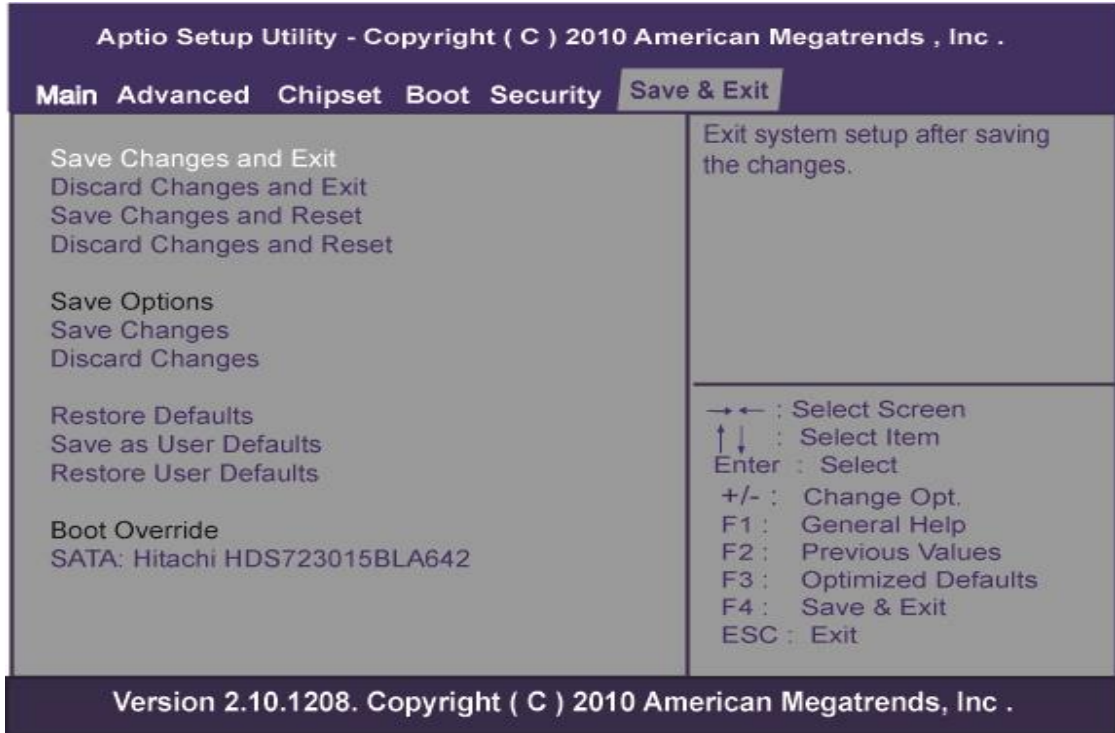 Aptio Setup Utility - Copyright ( C ) 2010 American Megatrends , Inc .
Main Advanced Chipset Boot Security Save & Exit
Save Changes and Exit
Discard Changes and Exit
Save Changes and Reset
Discard Changes and Reset
Save Options
Save Changes
Discard Changes
Restore Defaults
Save as User Defaults
Restore User Defaults
Boot Override
SATA: Hitachi HDS723015BLA642
Exit system setup after saving
the changes.
→← : Select Screen
↑↓ : Select Item
Enter : Select
+/- : Change Opt.
F1 : General Help
F2 : Previous Values
F3 : Optimized Defaults
F4 : Save & Exit
ESC : Exit
Version 2.10.1208. Copyright ( C ) 2010 American Megatrends, Inc .